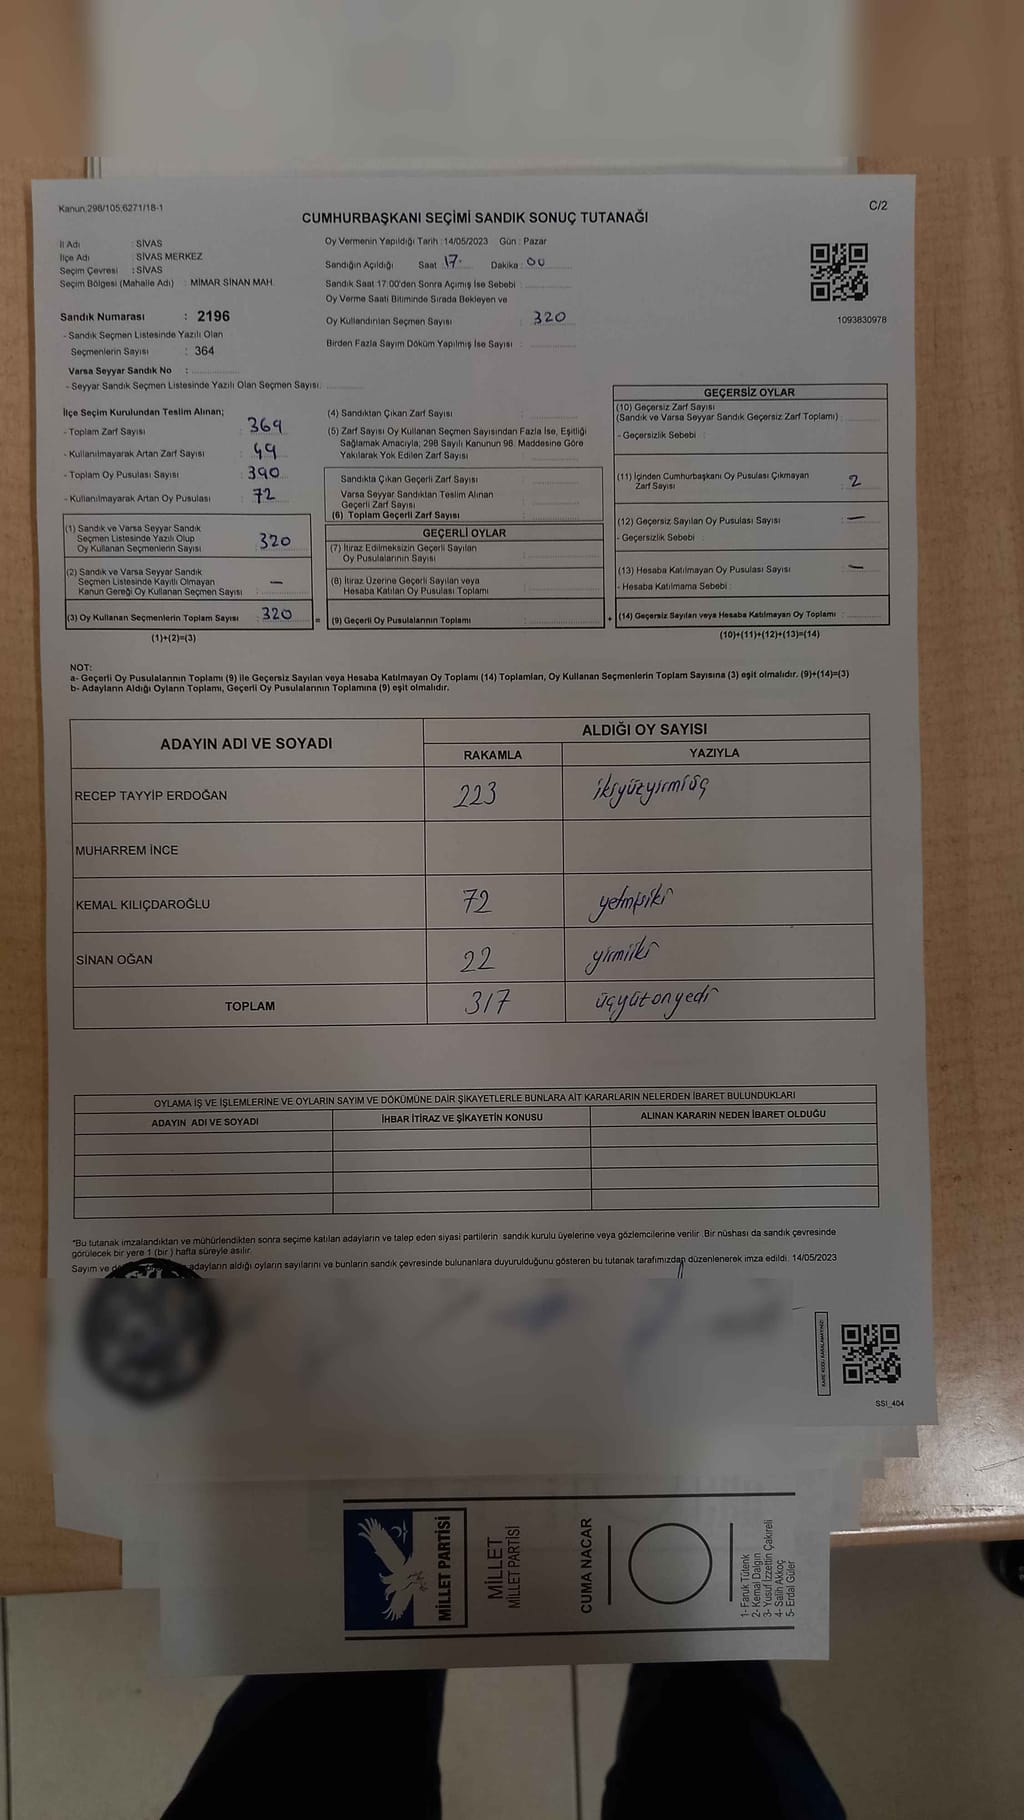 Kanun,298/105,6271/18-1
C/2
CUMHURBAŞKANI SEÇİMİ SANDIK SONUÇ TUTANAĞI
İl Adı : SİVAS
İlçe Adı : SİVAS MERKEZ
Seçim Çevresi : SİVAS
Seçim Bölgesi (Mahalle Adı) : MİMAR SİNAN MAH.
Sandık Numarası : 2196
- Sandık Seçmen Listesinde Yazılı Olan
Seçmenlerin Sayısı : 364
Varsa Seyyar Sandık No :
- Seyyar Sandık Seçmen Listesinde Yazılı Olan Seçmen Sayısı:
Oy Vermenin Yapıldığı Tarih : 14/05/2023 Gün : Pazar
Sandığın Açıldığı Saat 17. Dakika : 00
Sandık Saat 17:00'den Sonra Açımış İse Sebebi :
Oy Verme Saati Bitiminde Sırada Bekleyen ve
Oy Kullandırılan Seçmen Sayısı : 320
Birden Fazla Sayım Döküm Yapılmış İse Sayısı :
1093830978
İlçe Seçim Kurulundan Teslim Alınan;
- Toplam Zarf Sayısı 369
- Kullanılmayarak Artan Zarf Sayısı 49
- Toplam Oy Pusulası Sayısı 390
- Kullanılmayarak Artan Oy Pusulası 72
(1) Sandık ve Varsa Seyyar Sandık
Seçmen Listesinde Yazılı Olup
Oy Kullanan Seçmenlerin Sayısı 320
(2) Sandık ve Varsa Seyyar Sandık
Seçmen Listesinde Kayıtlı Olmayan
Kanun Gereği Oy Kullanan Seçmen Sayısı : —
(3) Oy Kullanan Seçmenlerin Toplam Sayısı : 320
(1)+(2)=(3)
(4) Sandıktan Çıkan Zarf Sayısı :
(5) Zarf Sayısı Oy Kullanan Seçmen Sayısından Fazla İse, Eşitliği
Sağlamak Amacıyla, 298 Sayılı Kanunun 98. Maddesine Göre
Yakılarak Yok Edilen Zarf Sayısı :
Sandıkta Çıkan Geçerli Zarf Sayısı :
Varsa Seyyar Sandıktan Teslim Alınan
Geçerli Zarf Sayısı :
(6) Toplam Geçerli Zarf Sayısı :
GEÇERLİ OYLAR
(7) İtiraz Edilmeksizin Geçerli Sayılan
Oy Pusulalarının Sayısı :
(8) İtiraz Üzerine Geçerli Sayılan veya
Hesaba Katılan Oy Pusulası Toplamı :
= (9) Geçerli Oy Pusulalarının Toplamı :
GEÇERSİZ OYLAR
(10) Geçersiz Zarf Sayısı
(Sandık ve Varsa Seyyar Sandık Geçersiz Zarf Toplamı) :
- Geçersizlik Sebebi :
(11) İçinden Cumhurbaşkanı Oy Pusulası Çıkmayan
Zarf Sayısı : 2
(12) Geçersiz Sayılan Oy Pusulası Sayısı : —
- Geçersizlik Sebebi :
(13) Hesaba Katılmayan Oy Pusulası Sayısı : —
- Hesaba Katılmama Sebebi :
+ (14) Geçersiz Sayılan veya Hesaba Katılmayan Oy Toplamı :
(10)+(11)+(12)+(13)=(14)
NOT:
a- Geçerli Oy Pusulalarının Toplamı (9) ile Geçersiz Sayılan veya Hesaba Katılmayan Oy Toplamı (14) Toplamları, Oy Kullanan Seçmenlerin Toplam Sayısına (3) eşit olmalıdır. (9)+(14)=(3)
b- Adayların Aldığı Oyların Toplamı, Geçerli Oy Pusulalarının Toplamına (9) eşit olmalıdır.
ADAYIN ADI VE SOYADI
ALDIĞI OY SAYISI
RAKAMLA YAZIYLA
RECEP TAYYİP ERDOĞAN 223 ikiyüzyirmiüç
MUHARREM İNCE
KEMAL KILIÇDAROĞLU 72 yetmişiki
SİNAN OĞAN 22 yirmiiki
TOPLAM 317 üçyüzonyedi
OYLAMA İŞ VE İŞLEMLERİNE VE OYLARIN SAYIM VE DÖKÜMÜNE DAİR ŞİKAYETLERLE BUNLARA AİT KARARLARIN NELERDEN İBARET BULUNDUKLARI
ADAYIN ADI VE SOYADI İHBAR İTİRAZ VE ŞİKAYETİN KONUSU ALINAN KARARIN NEDEN İBARET OLDUĞU
*Bu tutanak imzalandıktan ve mühürlendikten sonra seçime katılan adayların ve talep eden siyasi partilerin sandık kurulu üyelerine veya gözlemcilerine verilir. Bir nüshası da sandık çevresinde
görülecek bir yere 1 (bir) hafta süreyle asılır.
Sayım ve adayların aldığı oyların sayılarını ve bunların sandık çevresinde bulunanlara duyurulduğunu gösteren bu tutanak tarafımızdan düzenlenerek imza edildi. 14/05/2023
SSI_404
MİLLET PARTİSİ
MİLLET
MİLLET PARTİSİ
CUMA NACAR
1- Faruk Tütenk
2- Kemal Dalgın
3- Yusuf İzzettin Çakıreli
4- Salih Akkoç
5- Erdal Güler